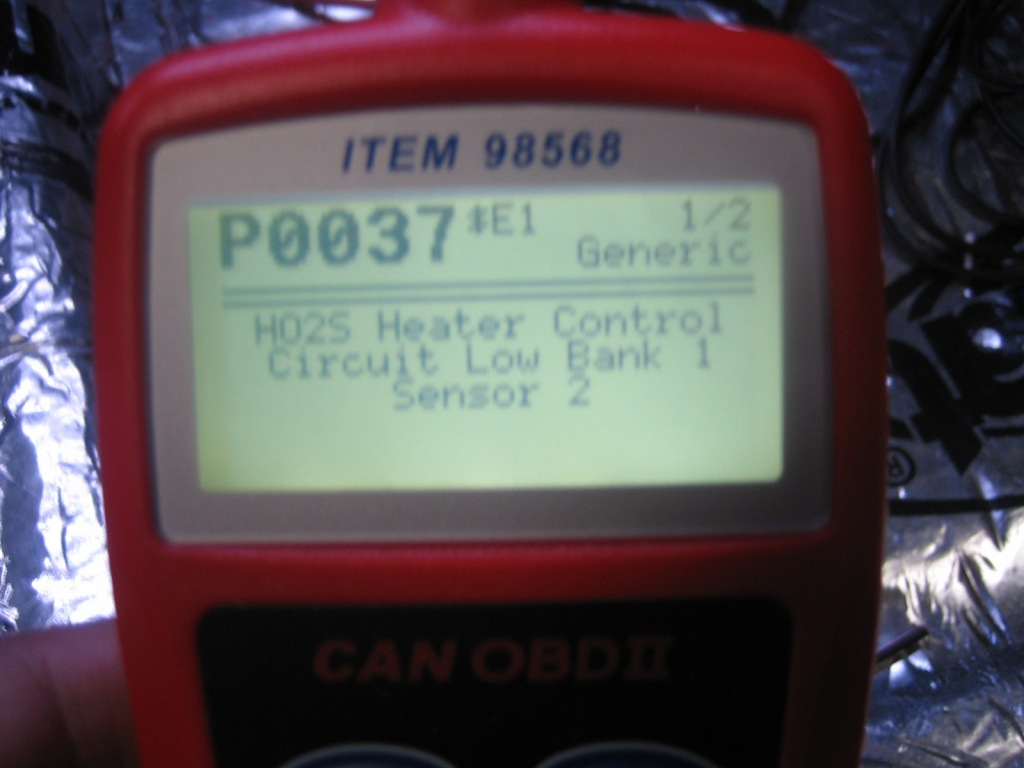 ITEM 98568
P0037 $E1 1/2
Generic
HO2S Heater Control
Circuit Low Bank 1
Sensor 2
CAN OBDII
®